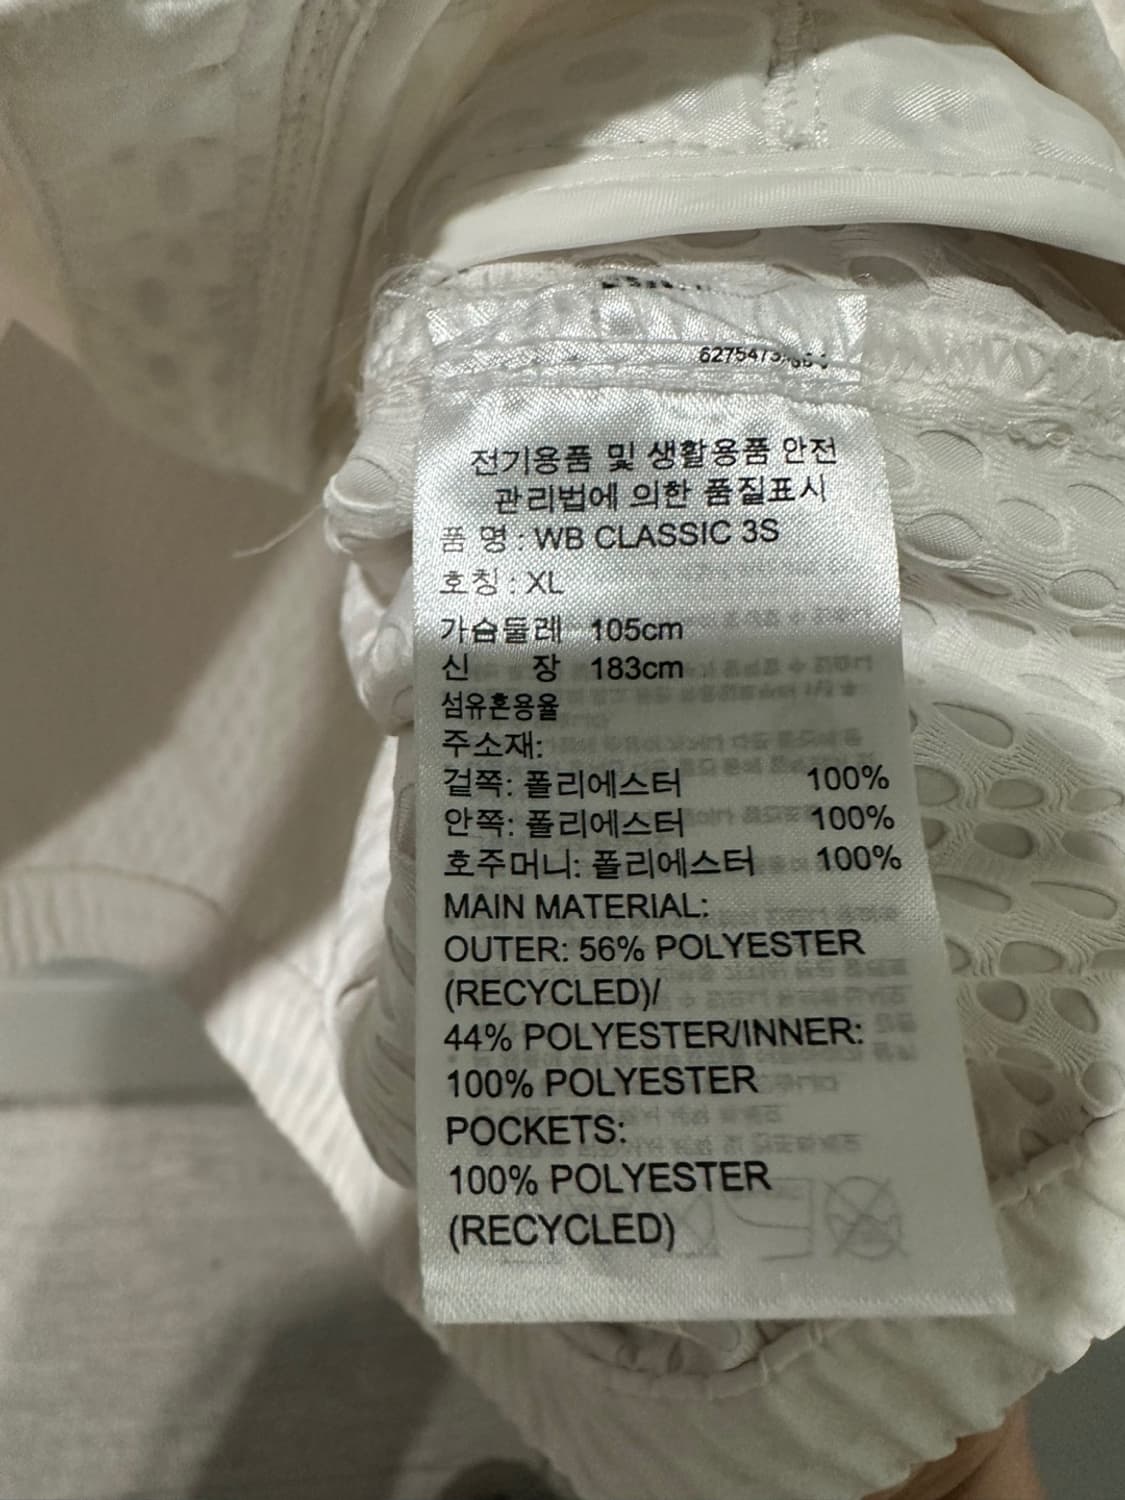 전기용품 및 생활용품 안전
관리법에 의한 품질표시
품 명 : WB CLASSIC 3S
호칭 : XL
가슴둘레 105cm
신 장 183cm
섬유혼용율
주소재:
겉쪽: 폴리에스터 100%
안쪽: 폴리에스터 100%
호주머니: 폴리에스터 100%
MAIN MATERIAL:
OUTER: 56% POLYESTER
(RECYCLED)/
44% POLYESTER/INNER:
100% POLYESTER
POCKETS:
100% POLYESTER
(RECYCLED)